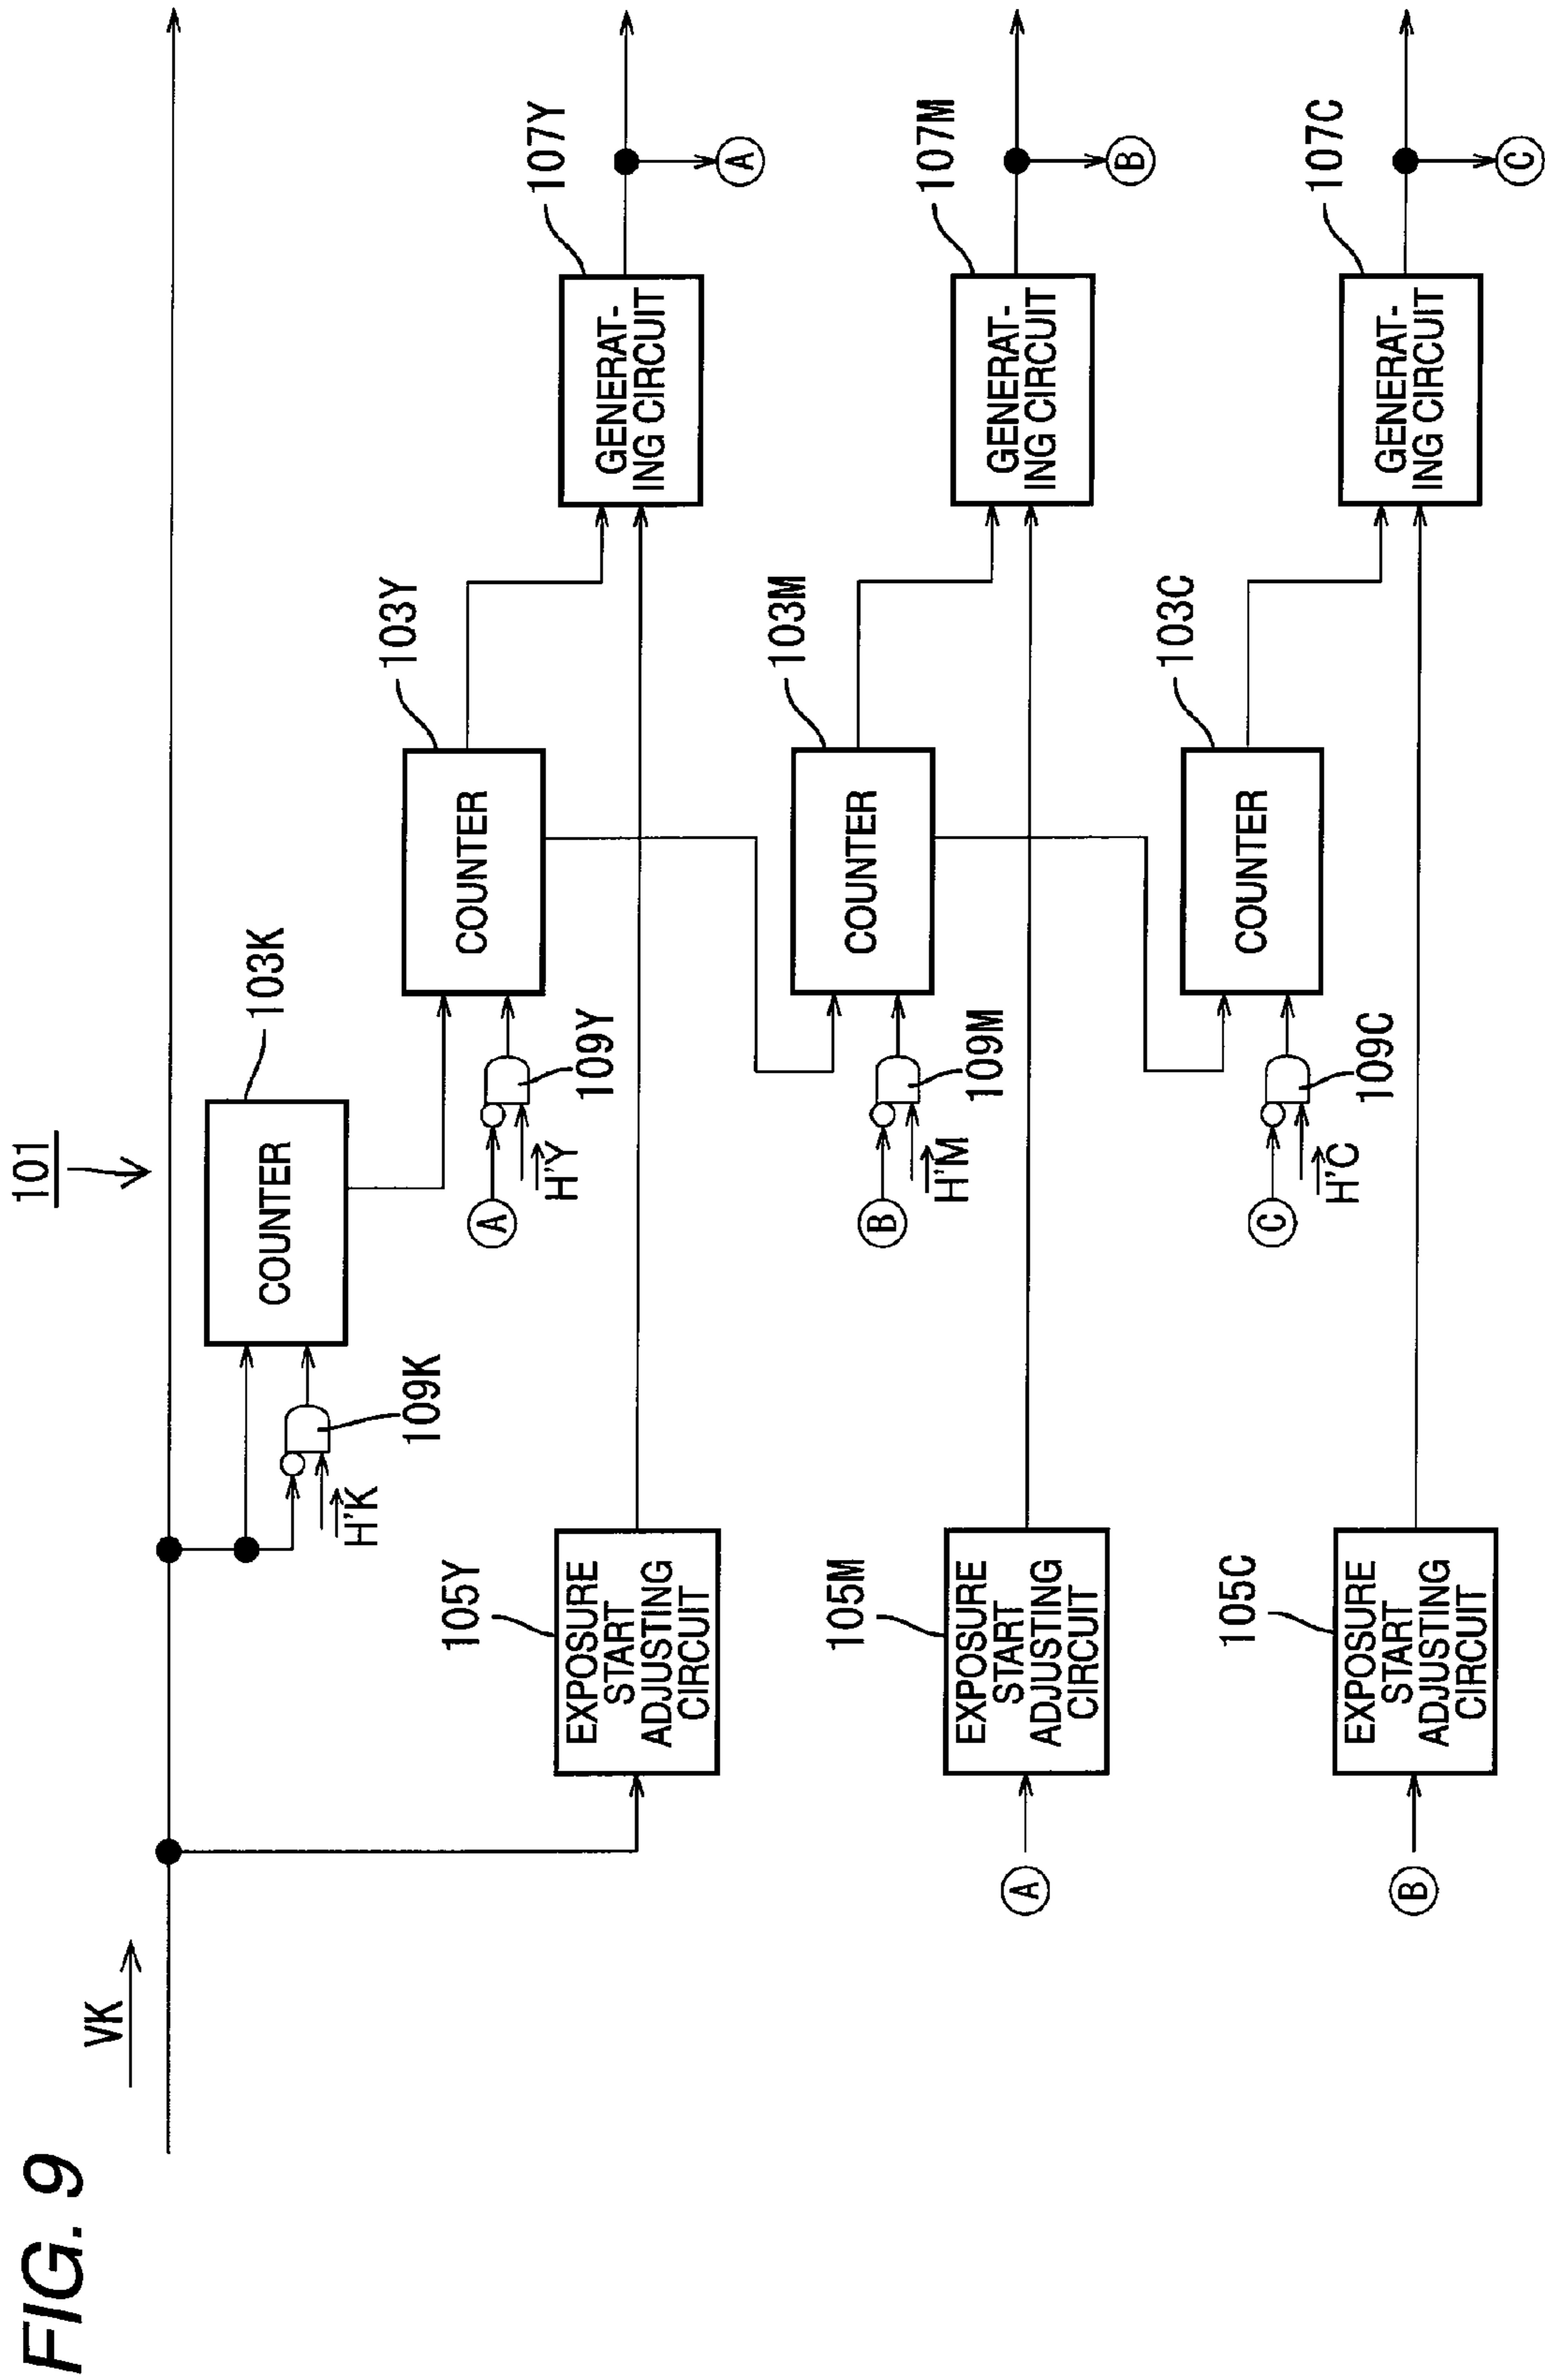 FIG. 9
101
VK
103K
COUNTER
109K
H'K
103Y
COUNTER
109Y
A
H'Y
107Y
GENERAT-
ING CIRCUIT
A
105Y
EXPOSURE
START
ADJUSTING
CIRCUIT
103M
COUNTER
109M
B
H'M
107M
GENERAT-
ING CIRCUIT
B
105M
EXPOSURE
START
ADJUSTING
CIRCUIT
A
103C
COUNTER
109C
C
H'C
107C
GENERAT-
ING CIRCUIT
C
105C
EXPOSURE
START
ADJUSTING
CIRCUIT
B